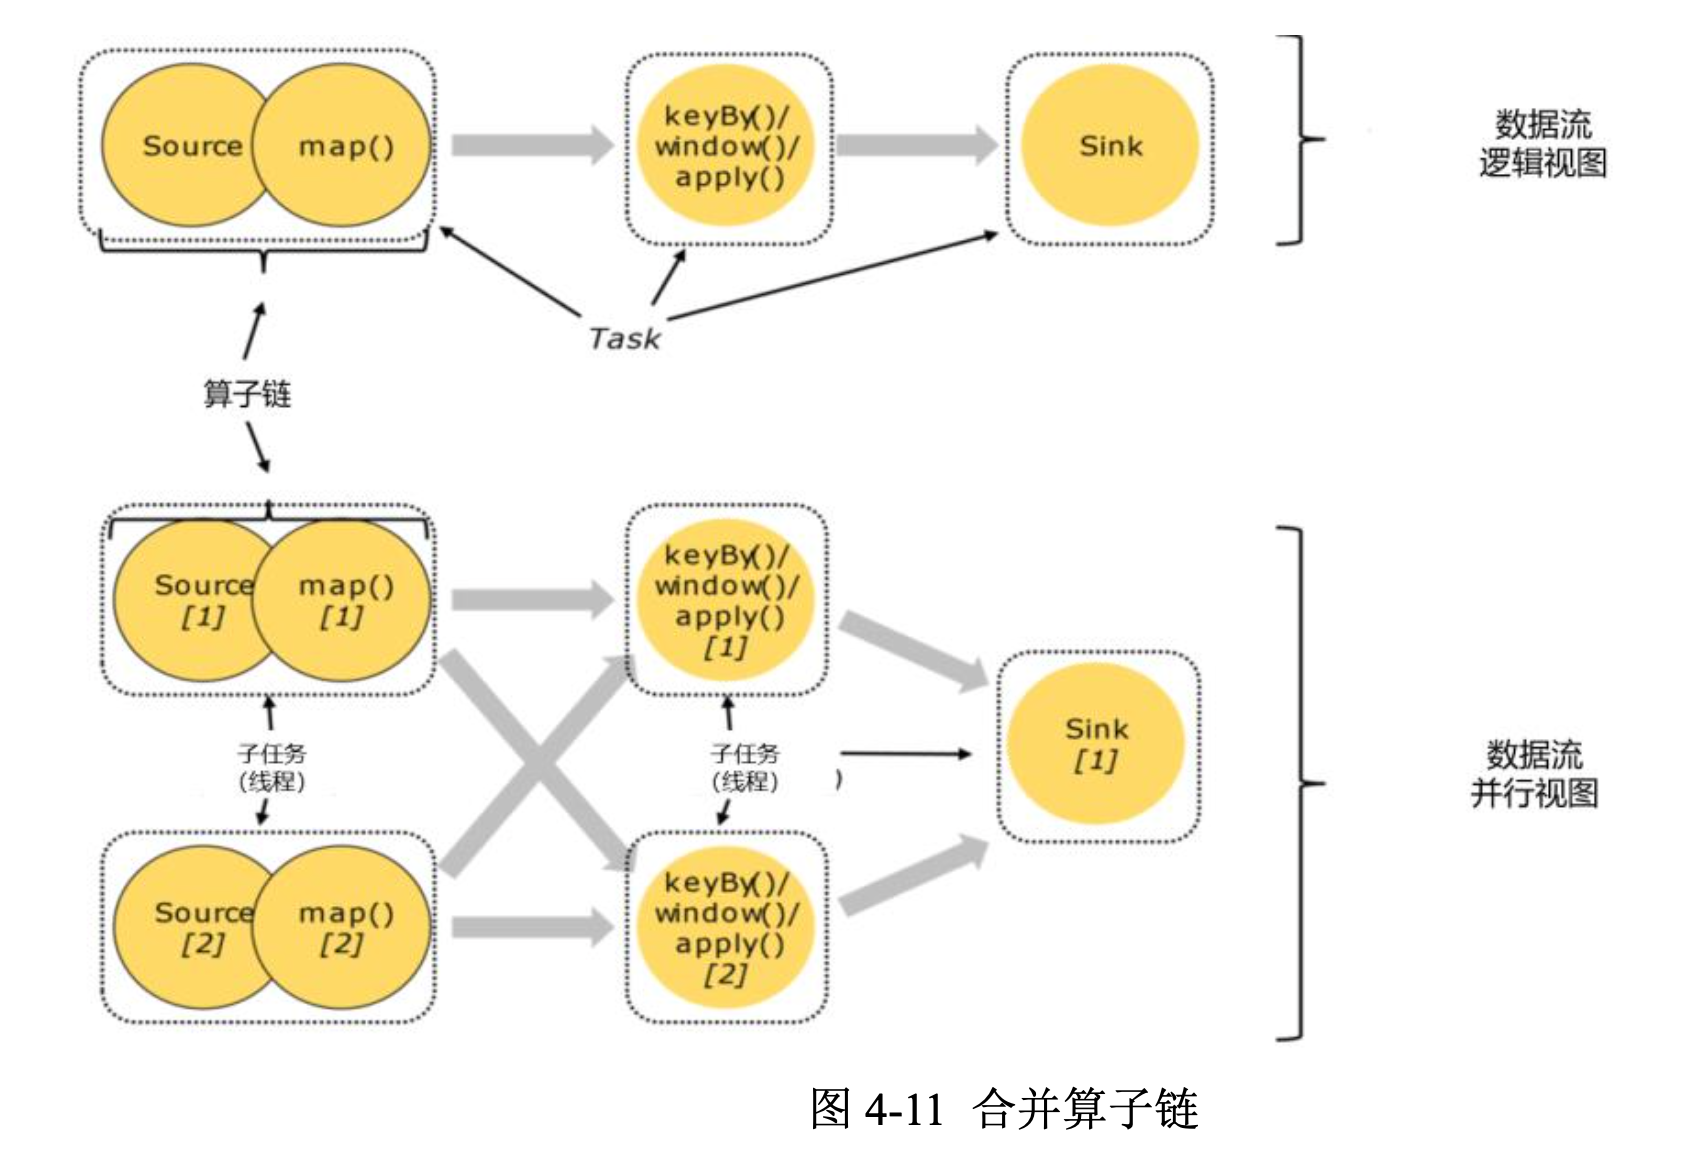 Source
map()
keyBy()/
window()/
apply()
Sink
数据流
逻辑视图
Task
算子链
Source
[1]
map()
[1]
keyBy()/
window()/
apply()
[1]
子任务
(线程)
子任务
(线程)
)
Sink
[1]
数据流
并行视图
Source
[2]
map()
[2]
keyBy()/
window()/
apply()
[2]
图 4-11 合并算子链